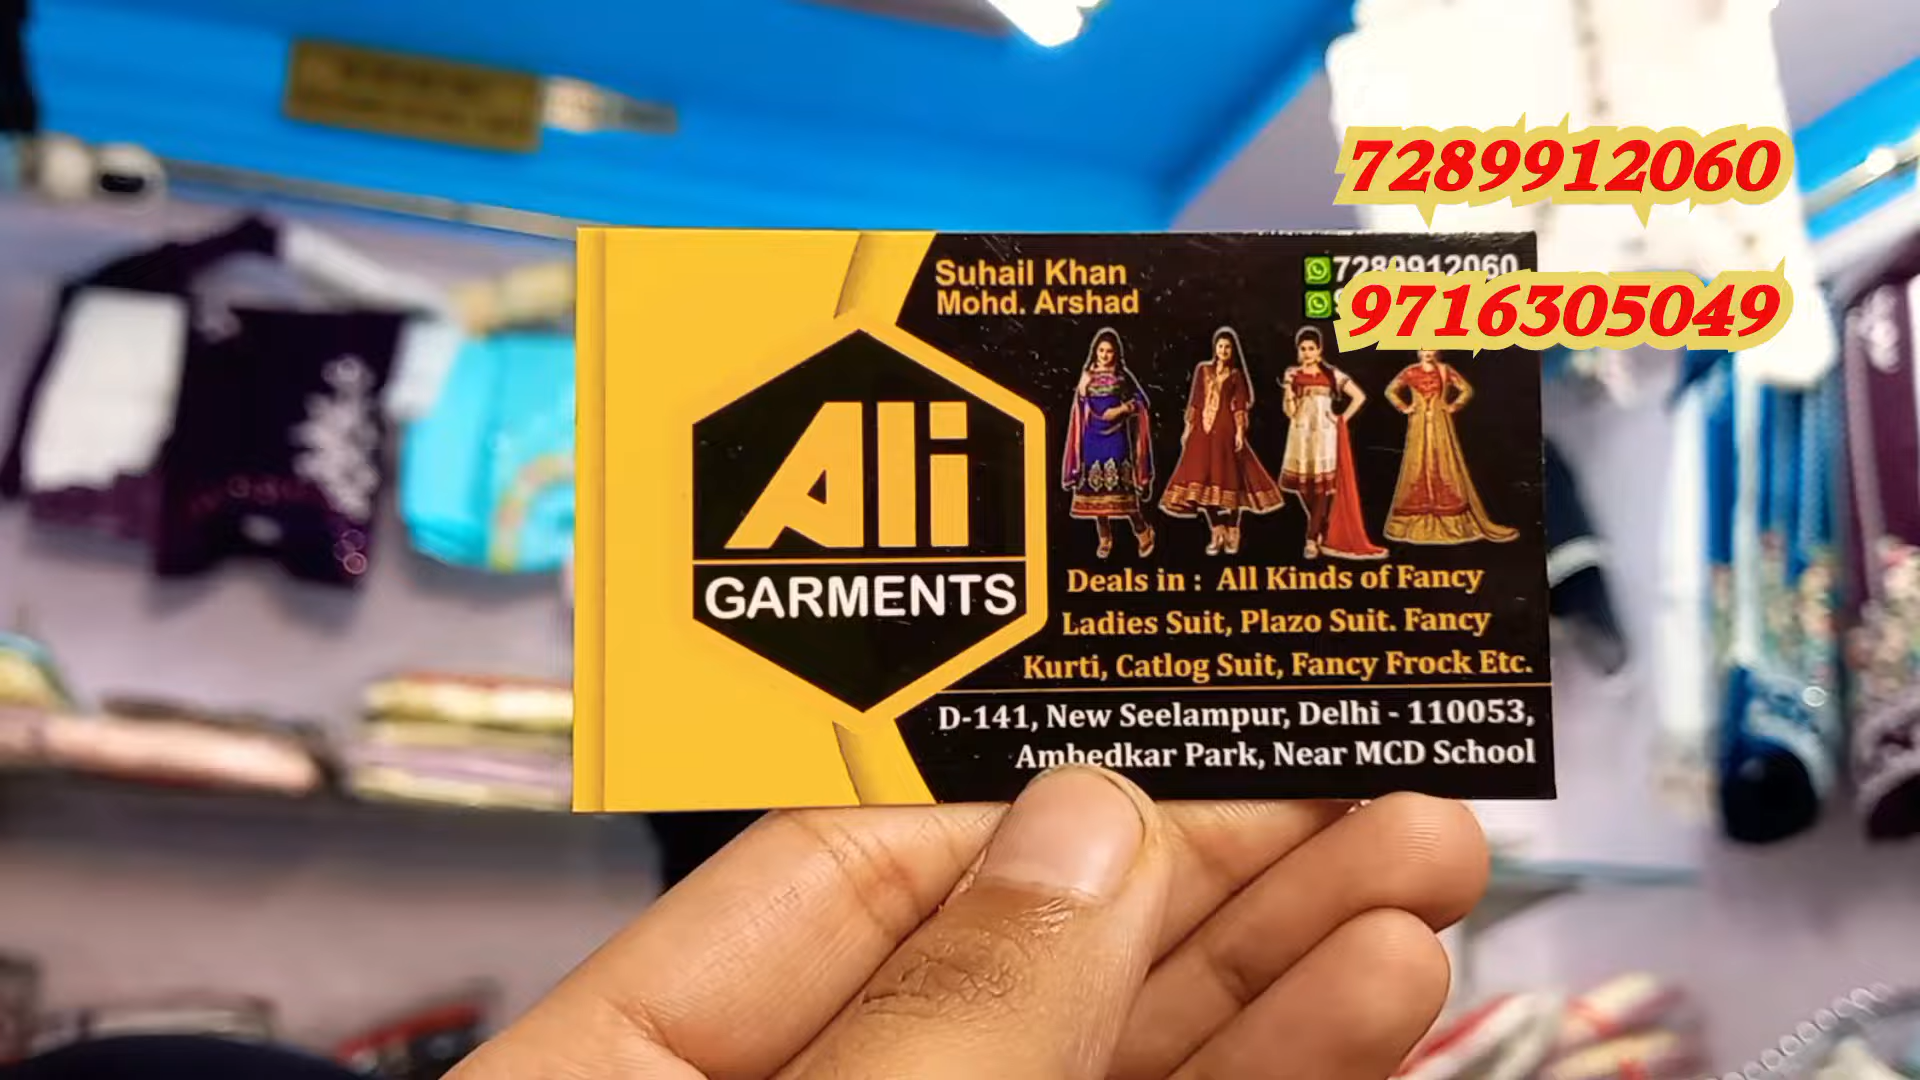 7289912060
9716305049
Suhail Khan
Mohd. Arshad
7289912060
Ali
GARMENTS
Deals in : All Kinds of Fancy
Ladies Suit, Plazo Suit. Fancy
Kurti, Catlog Suit, Fancy Frock Etc.
D-141, New Seelampur, Delhi - 110053,
Ambedkar Park, Near MCD School